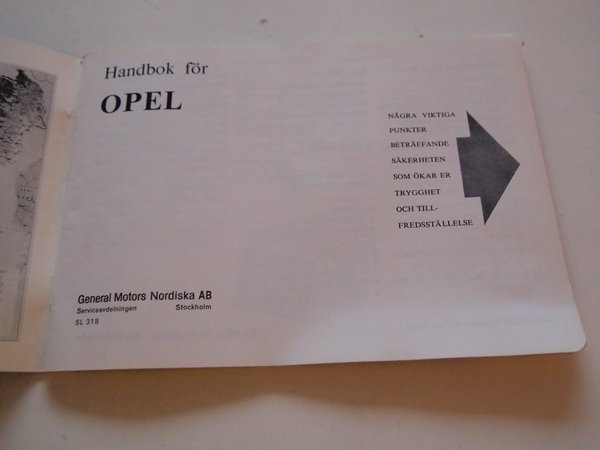 Handbok för
OPEL
NÅGRA VIKTIGA
PUNKTER
BETRÄFFANDE
SÄKERHETEN
SOM ÖKAR ER
TRYGGHET
OCH TILL-
FREDSSTÄLLELSE
General Motors Nordiska AB
Serviceavdelningen Stockholm
SL 318